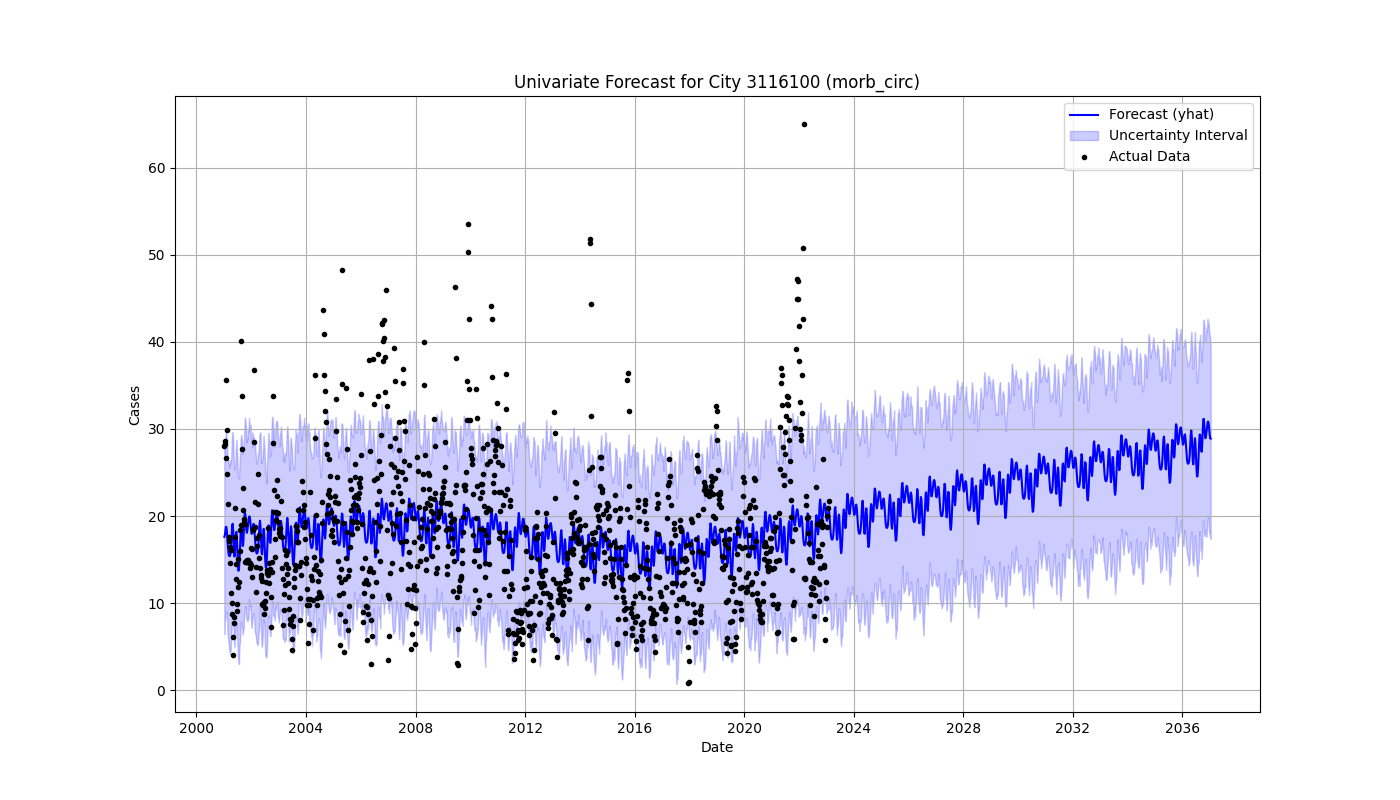 Univariate Forecast for City 3116100 (morb_circ)
Forecast (yhat)
Uncertainty Interval
Actual Data
Cases
60
50
40
30
20
10
0
2000 2004 2008 2012 2016 2020 2024 2028 2032 2036
Date